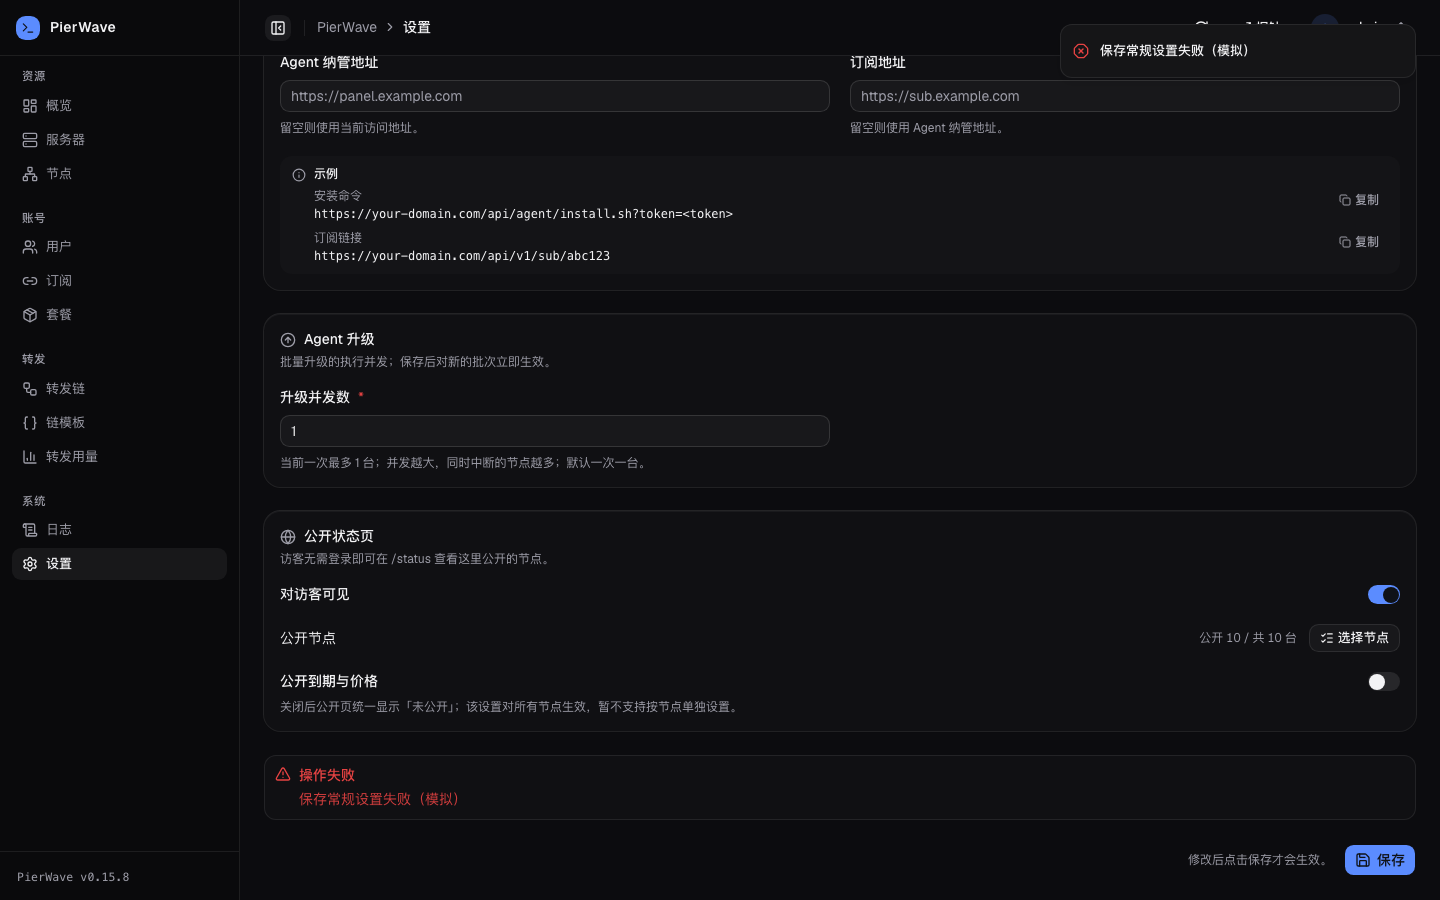 PierWave
PierWave > 设置
保存常规设置失败（模拟）
资源
概览
服务器
节点
账号
用户
订阅
套餐
转发
转发链
链模板
转发用量
系统
日志
设置
PierWave v0.15.8
Agent 纳管地址
https://panel.example.com
留空则使用当前访问地址。
订阅地址
https://sub.example.com
留空则使用 Agent 纳管地址。
示例
安装命令
https://your-domain.com/api/agent/install.sh?token=<token>
复制
订阅链接
https://your-domain.com/api/v1/sub/abc123
复制
Agent 升级
批量升级的执行并发；保存后对新的批次立即生效。
升级并发数 *
1
当前一次最多 1 台；并发越大，同时中断的节点越多；默认一次一台。
公开状态页
访客无需登录即可在 /status 查看这里公开的节点。
对访客可见
公开节点
公开 10 / 共 10 台
选择节点
公开到期与价格
关闭后公开页统一显示「未公开」；该设置对所有节点生效，暂不支持按节点单独设置。
操作失败
保存常规设置失败（模拟）
修改后点击保存才会生效。
保存